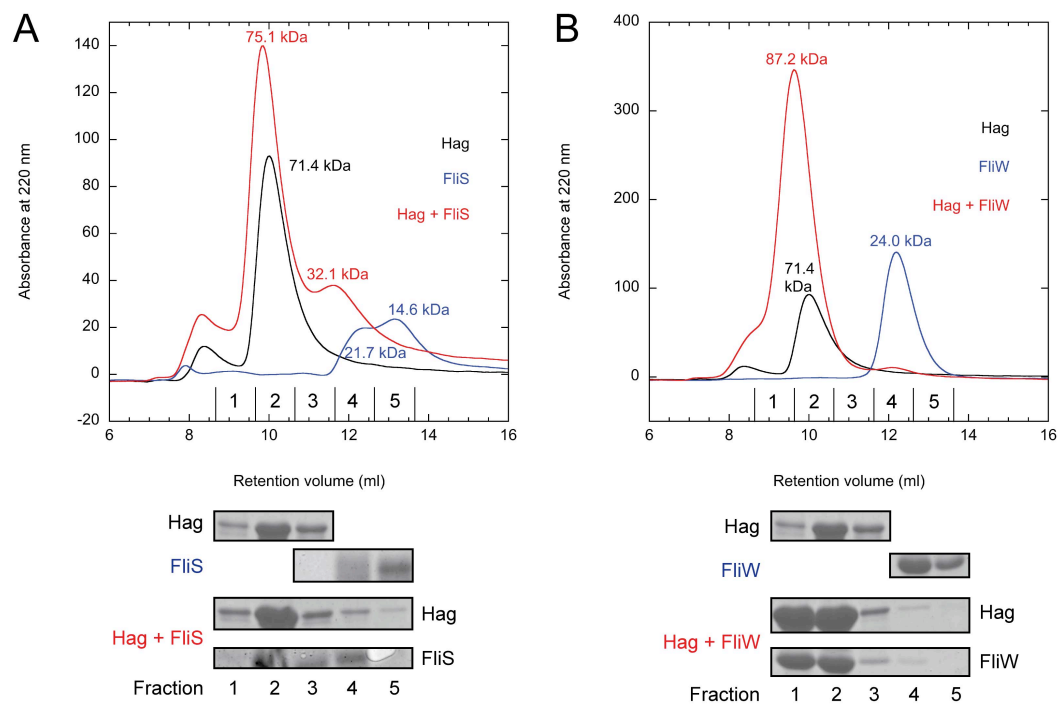 A
B
75.1 kDa
71.4 kDa
32.1 kDa
14.6 kDa
21.7 kDa
Hag
FliS
Hag + FliS
140
120
100
80
60
40
20
0
-20
Absorbance at 220 nm
1 2 3 4 5
6 8 10 12 14 16
Retention volume (ml)
87.2 kDa
71.4
kDa
24.0 kDa
Hag
FliW
Hag + FliW
400
300
200
100
0
Absorbance at 220 nm
1 2 3 4 5
6 8 10 12 14 16
Retention volume (ml)
Hag
FliS
Hag + FliS
Hag
FliS
Fraction 1 2 3 4 5
Hag
FliW
Hag + FliW
Hag
FliW
Fraction 1 2 3 4 5